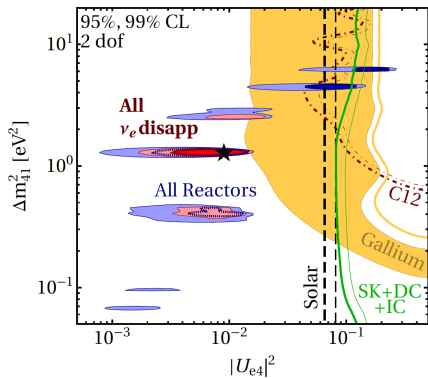 95%, 99% CL
2 dof
All
νe disapp
All Reactors
C12
Gallium
Solar
SK+DC
+IC
Δm²41 [eV²]
10¹
10⁰
10⁻¹
10⁻³
10⁻²
10⁻¹
|Ue4|²